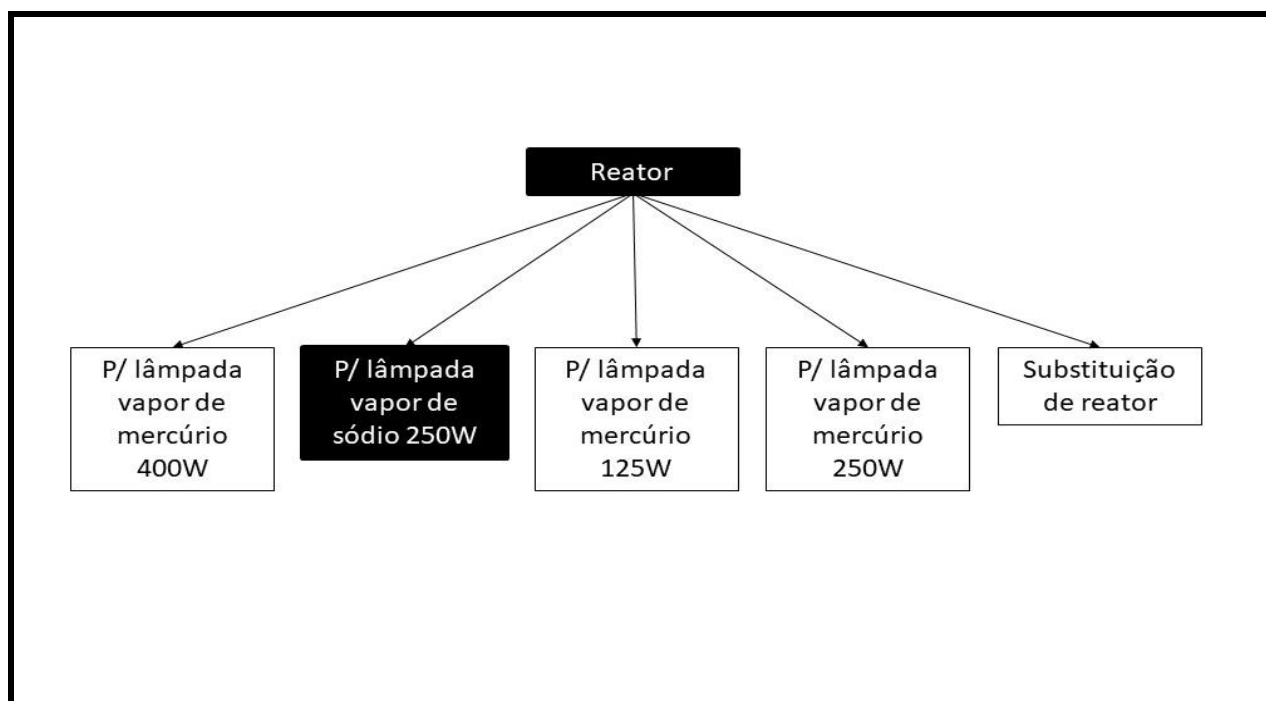 Reator
P/ lâmpada
vapor de
mercúrio
400W
P/ lâmpada
vapor de
sódio 250W
P/ lâmpada
vapor de
mercúrio
125W
P/ lâmpada
vapor de
mercúrio
250W
Substituição
de reator